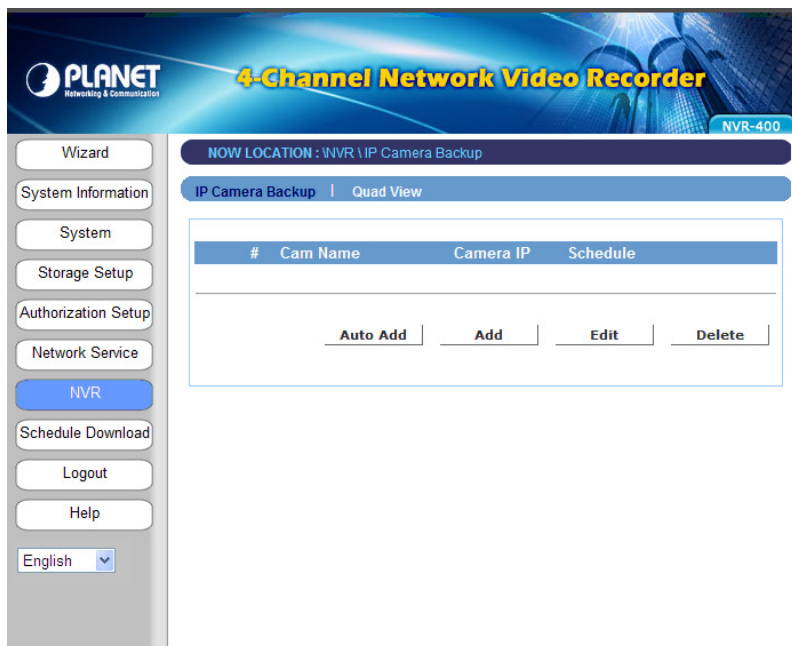 PLANET
Networking & Communication
4-Channel Network Video Recorder
NVR-400
Wizard
System Information
System
Storage Setup
Authorization Setup
Network Service
NVR
Schedule Download
Logout
Help
English
NOW LOCATION : \NVR \ IP Camera Backup
IP Camera Backup | Quad View
# Cam Name Camera IP Schedule
Auto Add Add Edit Delete